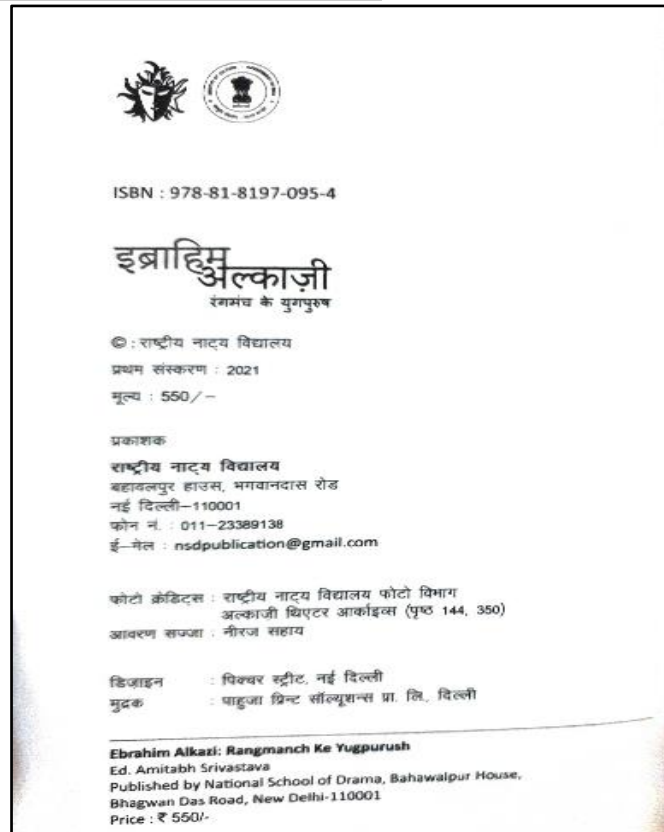 ISBN : 978-81-8197-095-4
इब्राहिम
अल्काज़ी
रंगमंच के युगपुरुष
© : राष्ट्रीय नाट्य विद्यालय
प्रथम संस्करण : 2021
मूल्य : 550/–
प्रकाशक
राष्ट्रीय नाट्य विद्यालय
बहावलपुर हाउस, भगवानदास रोड
नई दिल्ली–110001
फोन नं. : 011–23389138
ई–मेल : nsdpublication@gmail.com
फोटो क्रेडिट्स : राष्ट्रीय नाट्य विद्यालय फोटो विभाग
अल्काजी थिएटर आर्काइव्स (पृष्ठ 144, 350)
आवरण सज्जा : नीरज सहाय
डिज़ाइन : पिक्चर स्ट्रीट, नई दिल्ली
मुद्रक : पाहुजा प्रिन्ट सॉल्यूशन्स प्रा. लि., दिल्ली
Ebrahim Alkazi: Rangmanch Ke Yugpurush
Ed. Amitabh Srivastava
Published by National School of Drama, Bahawalpur House,
Bhagwan Das Road, New Delhi-110001
Price : ₹ 550/-